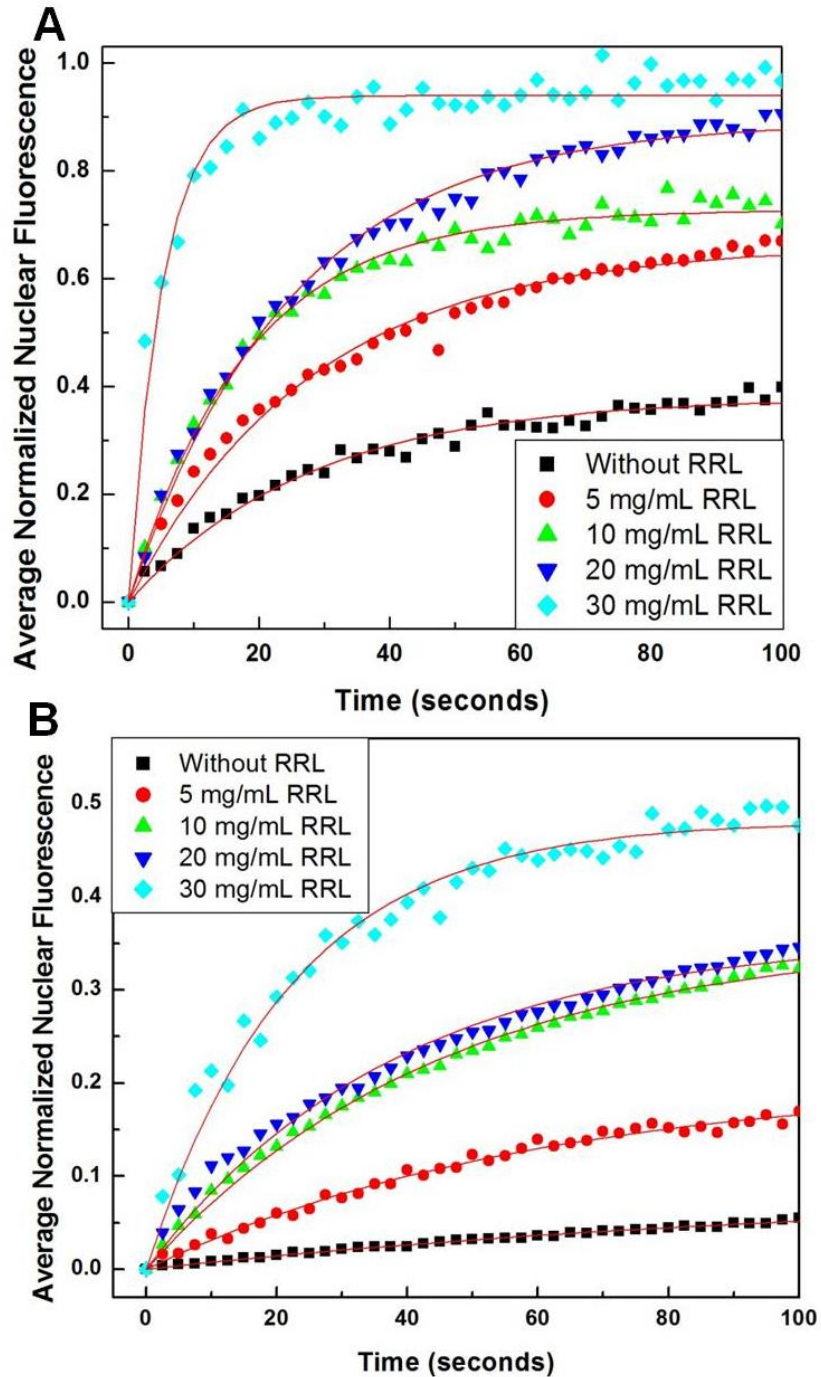 A
Average Normalized Nuclear Fluorescence
1.0
0.8
0.6
0.4
0.2
0.0
Without RRL
5 mg/mL RRL
10 mg/mL RRL
20 mg/mL RRL
30 mg/mL RRL
0 20 40 60 80 100
Time (seconds)
B
Average Normalized Nuclear Fluorescence
Without RRL
5 mg/mL RRL
10 mg/mL RRL
20 mg/mL RRL
30 mg/mL RRL
0.5
0.4
0.3
0.2
0.1
0.0
0 20 40 60 80 100
Time (seconds)